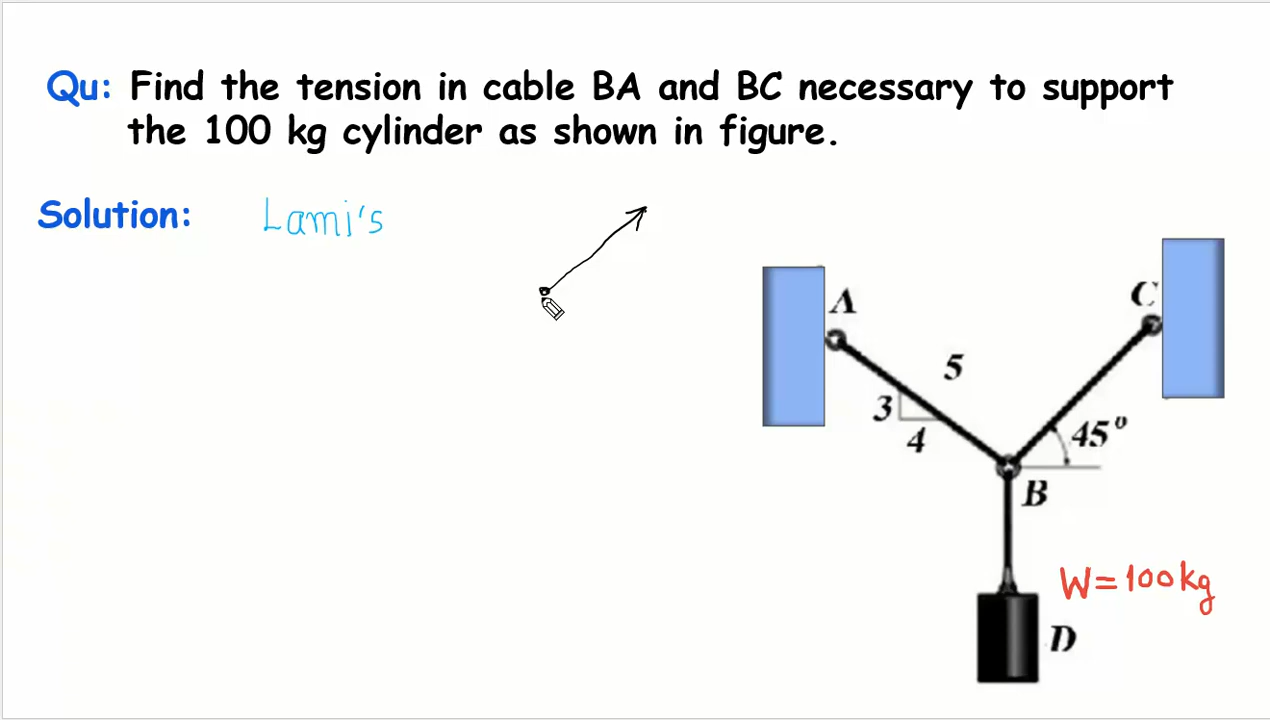 Qu: Find the tension in cable BA and BC necessary to support
the 100 kg cylinder as shown in figure.
Solution: Lami's
A
C
5
3
4
45°
B
W=100kg
D